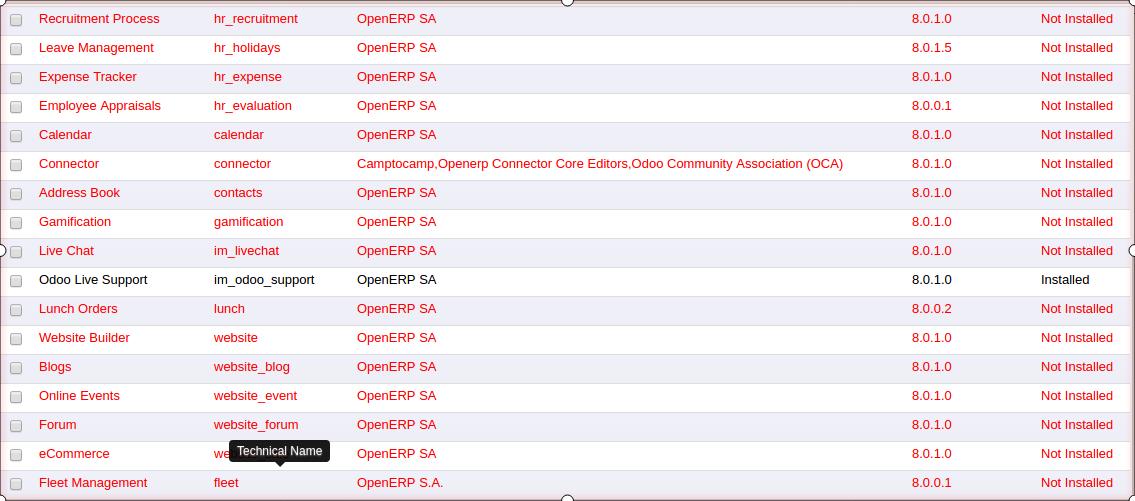 Recruitment Process hr_recruitment OpenERP SA 8.0.1.0 Not Installed
Leave Management hr_holidays OpenERP SA 8.0.1.5 Not Installed
Expense Tracker hr_expense OpenERP SA 8.0.1.0 Not Installed
Employee Appraisals hr_evaluation OpenERP SA 8.0.0.1 Not Installed
Calendar calendar OpenERP SA 8.0.1.0 Not Installed
Connector connector Camptocamp,Openerp Connector Core Editors,Odoo Community Association (OCA) 8.0.1.0 Not Installed
Address Book contacts OpenERP SA 8.0.1.0 Not Installed
Gamification gamification OpenERP SA 8.0.1.0 Not Installed
Live Chat im_livechat OpenERP SA 8.0.1.0 Not Installed
Odoo Live Support im_odoo_support OpenERP SA 8.0.1.0 Installed
Lunch Orders lunch OpenERP SA 8.0.0.2 Not Installed
Website Builder website OpenERP SA 8.0.1.0 Not Installed
Blogs website_blog OpenERP SA 8.0.1.0 Not Installed
Online Events website_event OpenERP SA 8.0.1.0 Not Installed
Forum website_forum OpenERP SA 8.0.1.0 Not Installed
eCommerce Technical Name OpenERP SA 8.0.1.0 Not Installed
Fleet Management fleet OpenERP S.A. 8.0.0.1 Not Installed